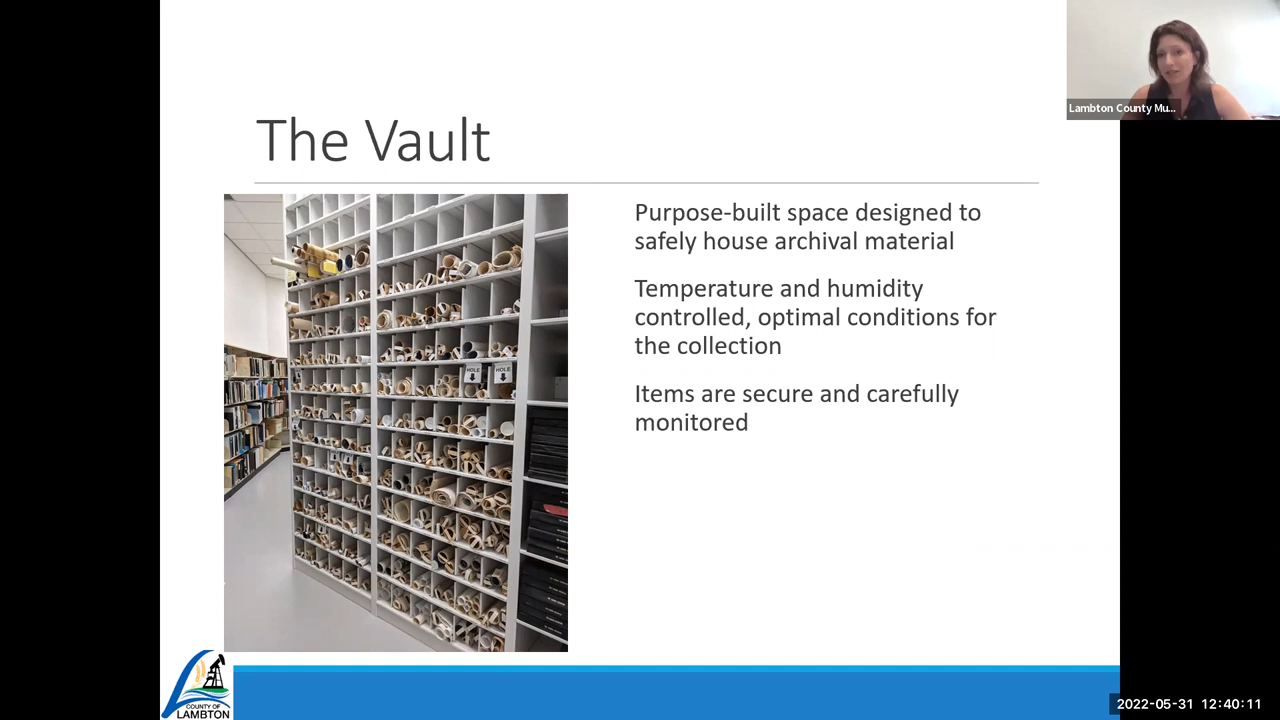 Lambton County Mu...
The Vault
Purpose-built space designed to
safely house archival material
Temperature and humidity
controlled, optimal conditions for
the collection
Items are secure and carefully
monitored
HOLE
HOLE
COUNTY OF
LAMBTON
2022-05-31 12:40:11